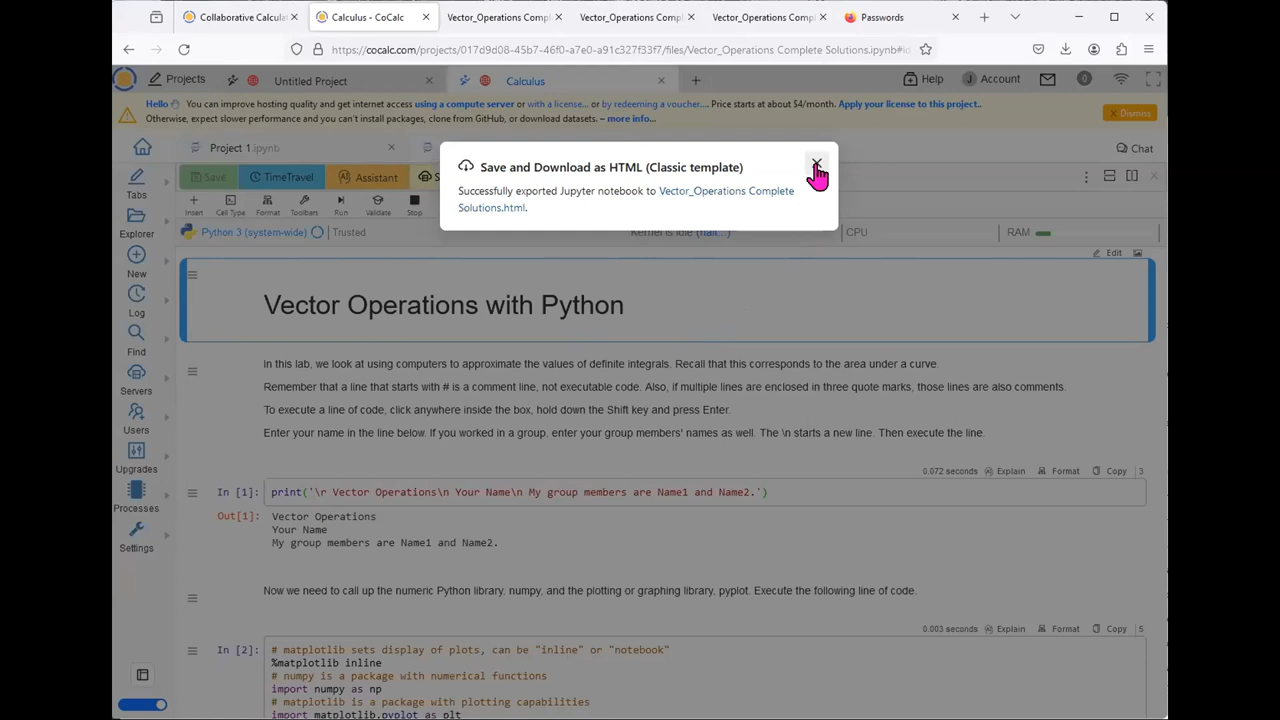 Collaborative Calculat
Calculus - CoCalc
Vector_Operations Comple
Vector_Operations Compl
Vector_Operations Compl
Passwords
https://cocalc.com/projects/017d9d08-45b7-46f0-a7e0-a91c327f33f7/files/Vector_Operations Complete Solutions.ipynb#i
Projects
Untitled Project
Calculus
Help
Account
0
Hello
You can improve hosting quality and get internet access using a compute server or with a license... or by redeeming a voucher... Price starts at about $4/month. Apply your license to this project..
Otherwise, expect slower performance and you can't install packages, clone from GitHub, or download datasets. – more info...
Dismiss
Project 1.ipynb
Chat
Save and Download as HTML (Classic template)
Successfully exported Jupyter notebook to Vector_Operations Complete
Solutions.html.
Save
TimeTravel
Assistant
S
Insert
Cell Type
Format
Toolbars
Run
Validate
Stop
Python 3 (system-wide)
Trusted
Kernel is idle (halt...)
CPU
RAM
Tabs
Explorer
New
Log
Find
Servers
Users
Upgrades
Processes
Settings
Edit
Vector Operations with Python
In this lab, we look at using computers to approximate the values of definite integrals. Recall that this corresponds to the area under a curve.
Remember that a line that starts with # is a comment line, not executable code. Also, if multiple lines are enclosed in three quote marks, those lines are also comments.
To execute a line of code, click anywhere inside the box, hold down the Shift key and press Enter.
Enter your name in the line below. If you worked in a group, enter your group members' names as well. The \n starts a new line. Then execute the line.
0.072 seconds Explain Format Copy 3
In [1]: print('\r Vector Operations\n Your Name\n My group members are Name1 and Name2.')
Out[1]: Vector Operations
Your Name
My group members are Name1 and Name2.
Now we need to call up the numeric Python library, numpy, and the plotting or graphing library, pyplot. Execute the following line of code.
0.003 seconds Explain Format Copy 5
In [2]: # matplotlib sets display of plots, can be "inline" or "notebook"
%matplotlib inline
# numpy is a package with numerical functions
import numpy as np
# matplotlib is a package with plotting capabilities
import matplotlib.pyplot as plt